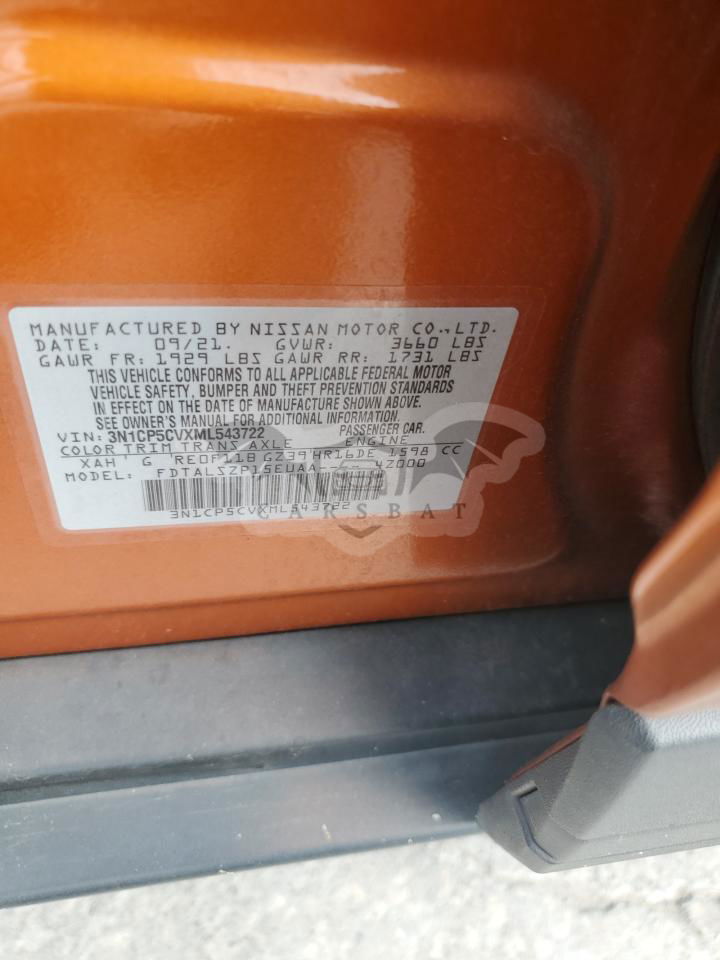 MANUFACTURED BY NISSAN MOTOR CO.,LTD.
DATE: 09/21. GVWR: 3660 LBS
GAWR FR: 1929 LBS GAWR RR: 1731 LBS
THIS VEHICLE CONFORMS TO ALL APPLICABLE FEDERAL MOTOR
VEHICLE SAFETY, BUMPER AND THEFT PREVENTION STANDARDS
IN EFFECT ON THE DATE OF MANUFACTURE SHOWN ABOVE.
SEE OWNER'S MANUAL FOR ADDITIONAL INFORMATION.
VIN: 3N1CP5CVXML543722 PASSENGER CAR.
COLOR TRIM TRANS AXLE ENGINE
XAH G RE0F11B GZ39 HR16DE 1598 CC
MODEL: FDTALSZP15EUAA---- 4Z000
3N1CP5CVXML543722
CARSBAT